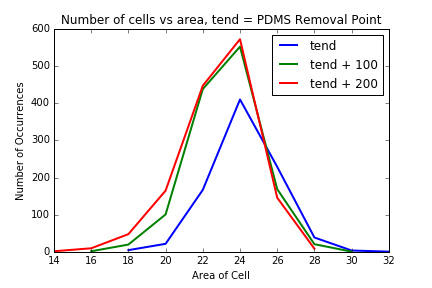 Number of cells vs area, tend = PDMS Removal Point
600
500
400
300
200
100
0
Number of Occurrences
tend
tend + 100
tend + 200
14 16 18 20 22 24 26 28 30 32
Area of Cell